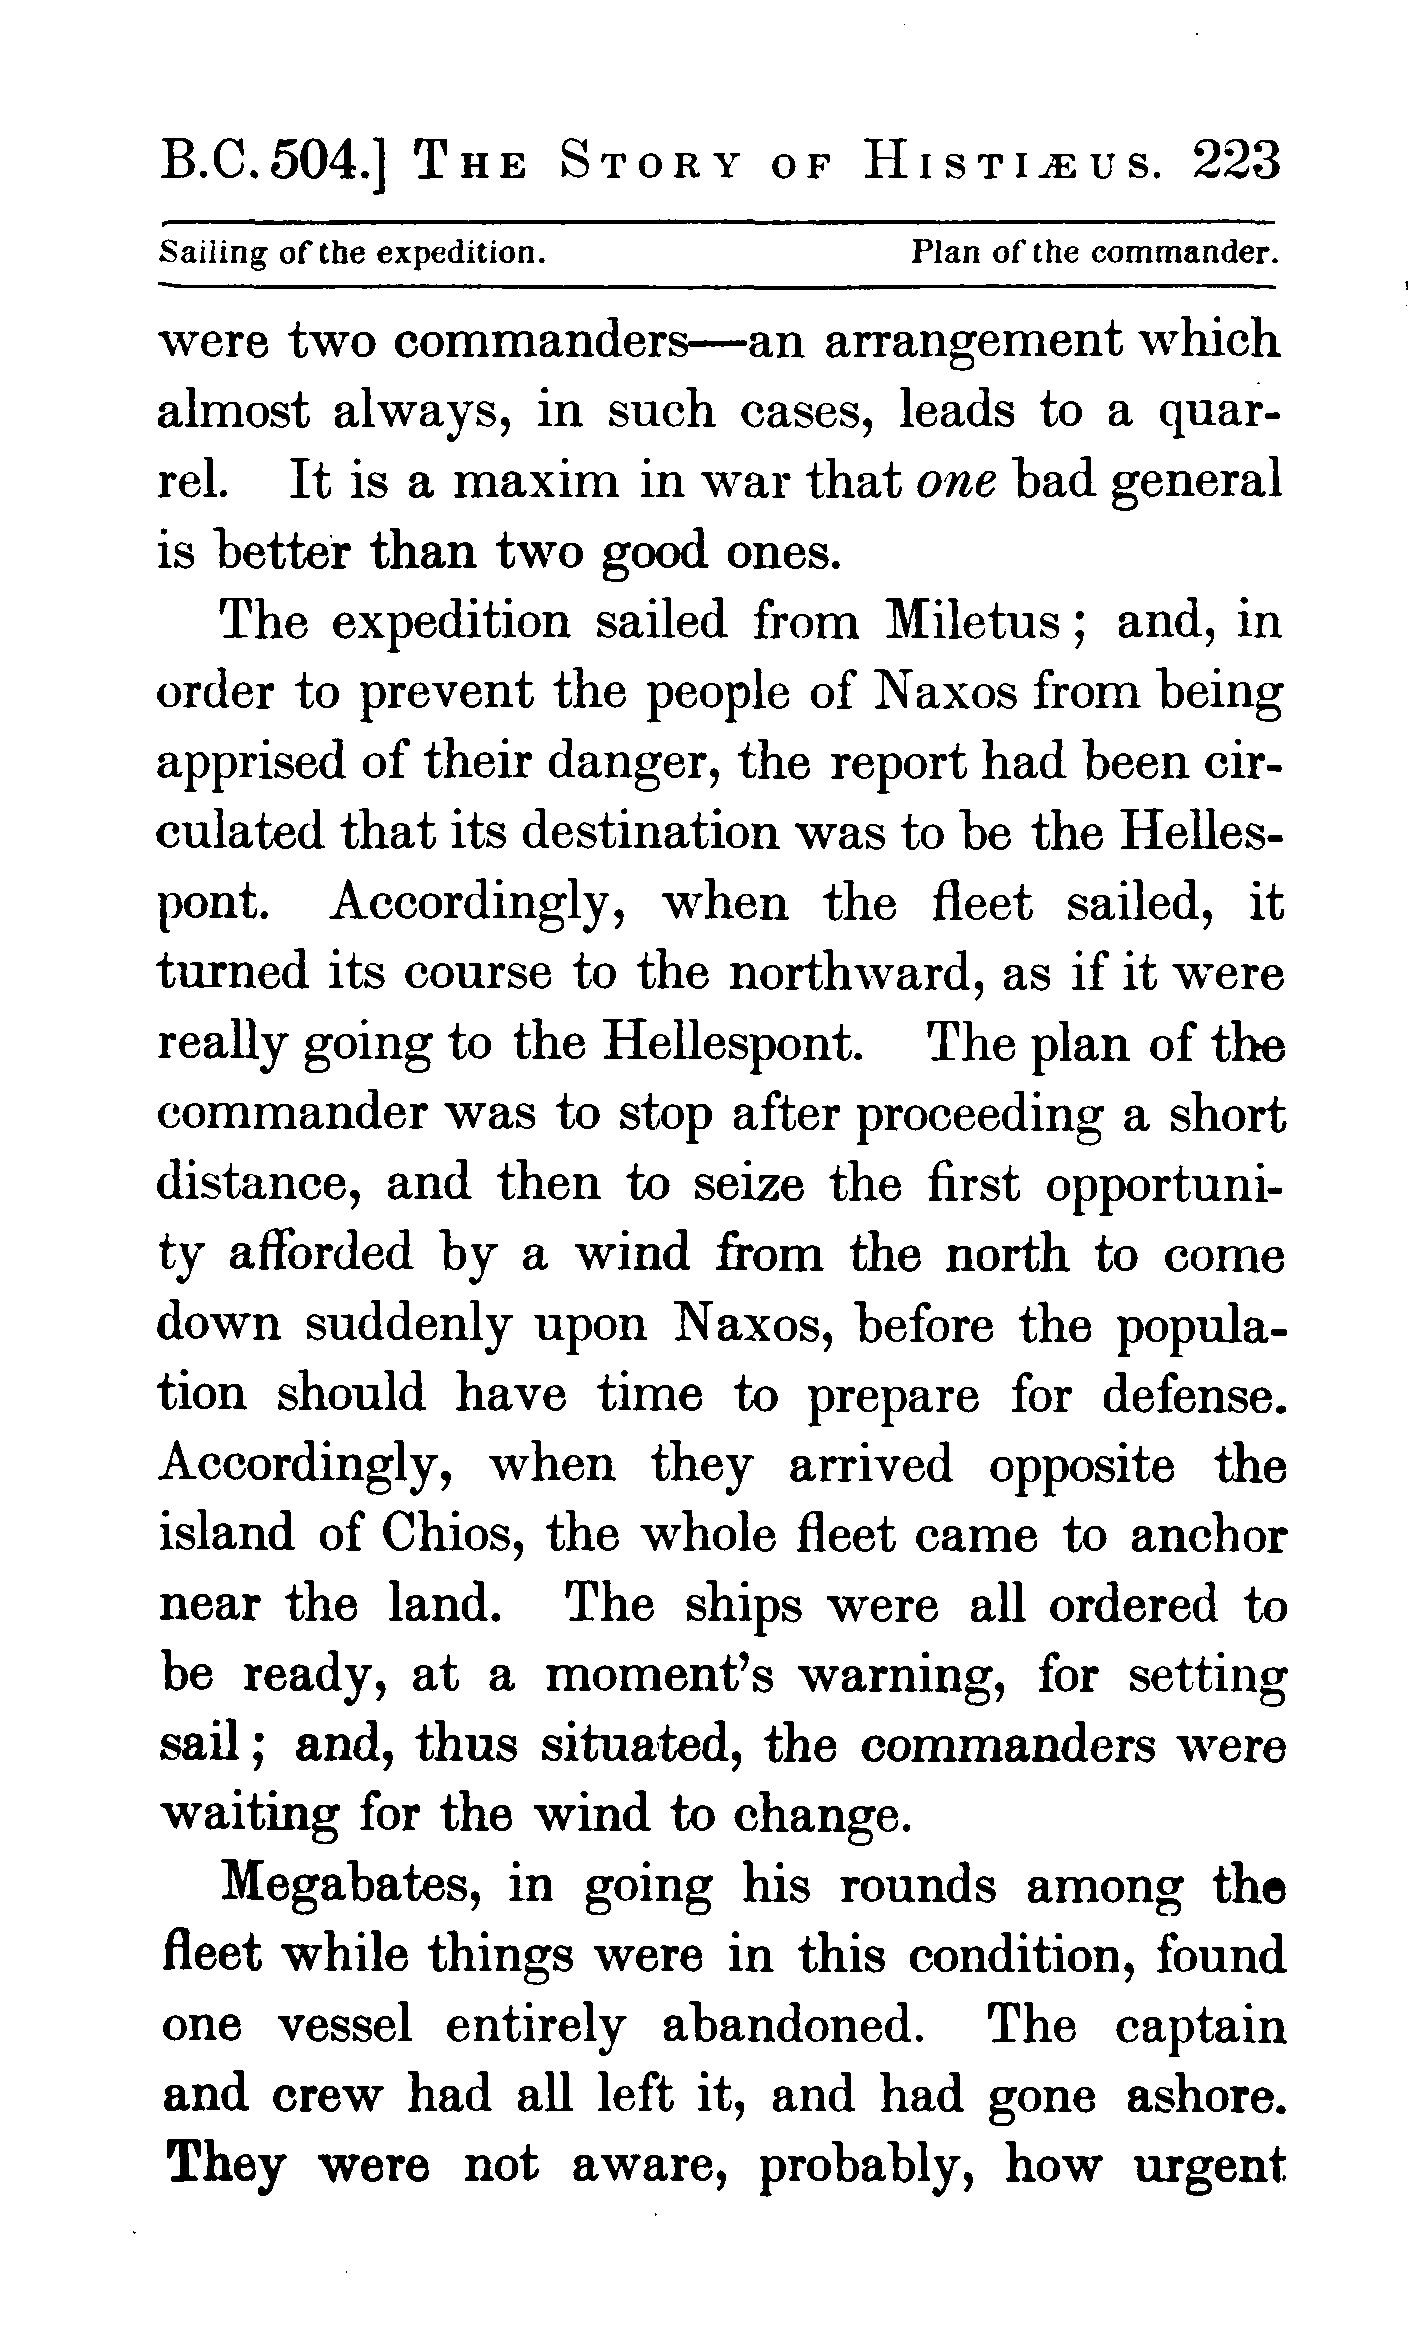 B.C. 504.] THE STORY OF HISTIÆUS. 223
Sailing of the expedition. Plan of the commander.
were two commanders—an arrangement which
almost always, in such cases, leads to a quar-
rel. It is a maxim in war that one bad general
is better than two good ones.
The expedition sailed from Miletus; and, in
order to prevent the people of Naxos from being
apprised of their danger, the report had been cir-
culated that its destination was to be the Helles-
pont. Accordingly, when the fleet sailed, it
turned its course to the northward, as if it were
really going to the Hellespont. The plan of the
commander was to stop after proceeding a short
distance, and then to seize the first opportuni-
ty afforded by a wind from the north to come
down suddenly upon Naxos, before the popula-
tion should have time to prepare for defense.
Accordingly, when they arrived opposite the
island of Chios, the whole fleet came to anchor
near the land. The ships were all ordered to
be ready, at a moment's warning, for setting
sail; and, thus situated, the commanders were
waiting for the wind to change.
Megabates, in going his rounds among the
fleet while things were in this condition, found
one vessel entirely abandoned. The captain
and crew had all left it, and had gone ashore.
They were not aware, probably, how urgent